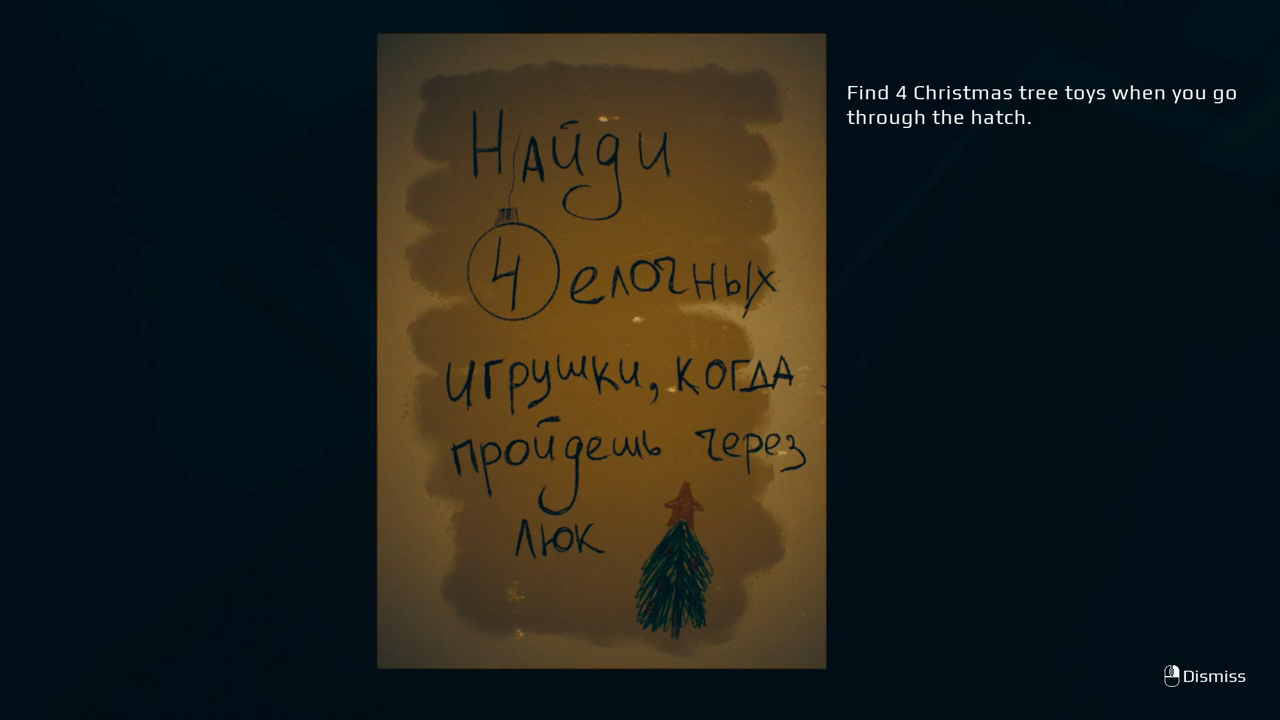 Найди
4 елочных
игрушки, когда
пройдешь через
люк
Find 4 Christmas tree toys when you go
through the hatch.
Dismiss